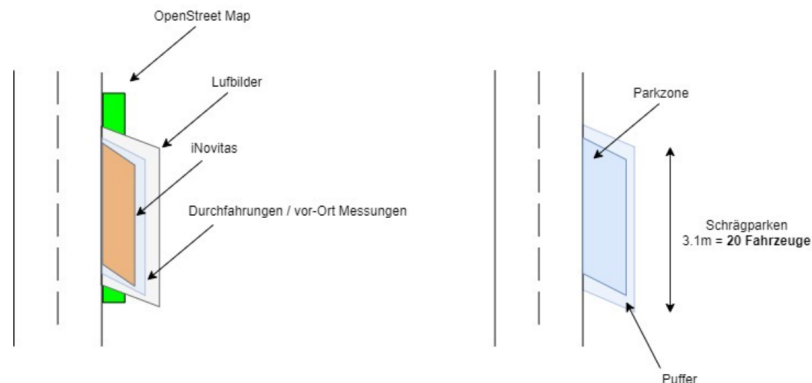 OpenStreet Map
Lufbilder
iNovitas
Durchfahrungen / vor-Ort Messungen
Parkzone
Schrägparken
3.1m = 20 Fahrzeuge
Puffer